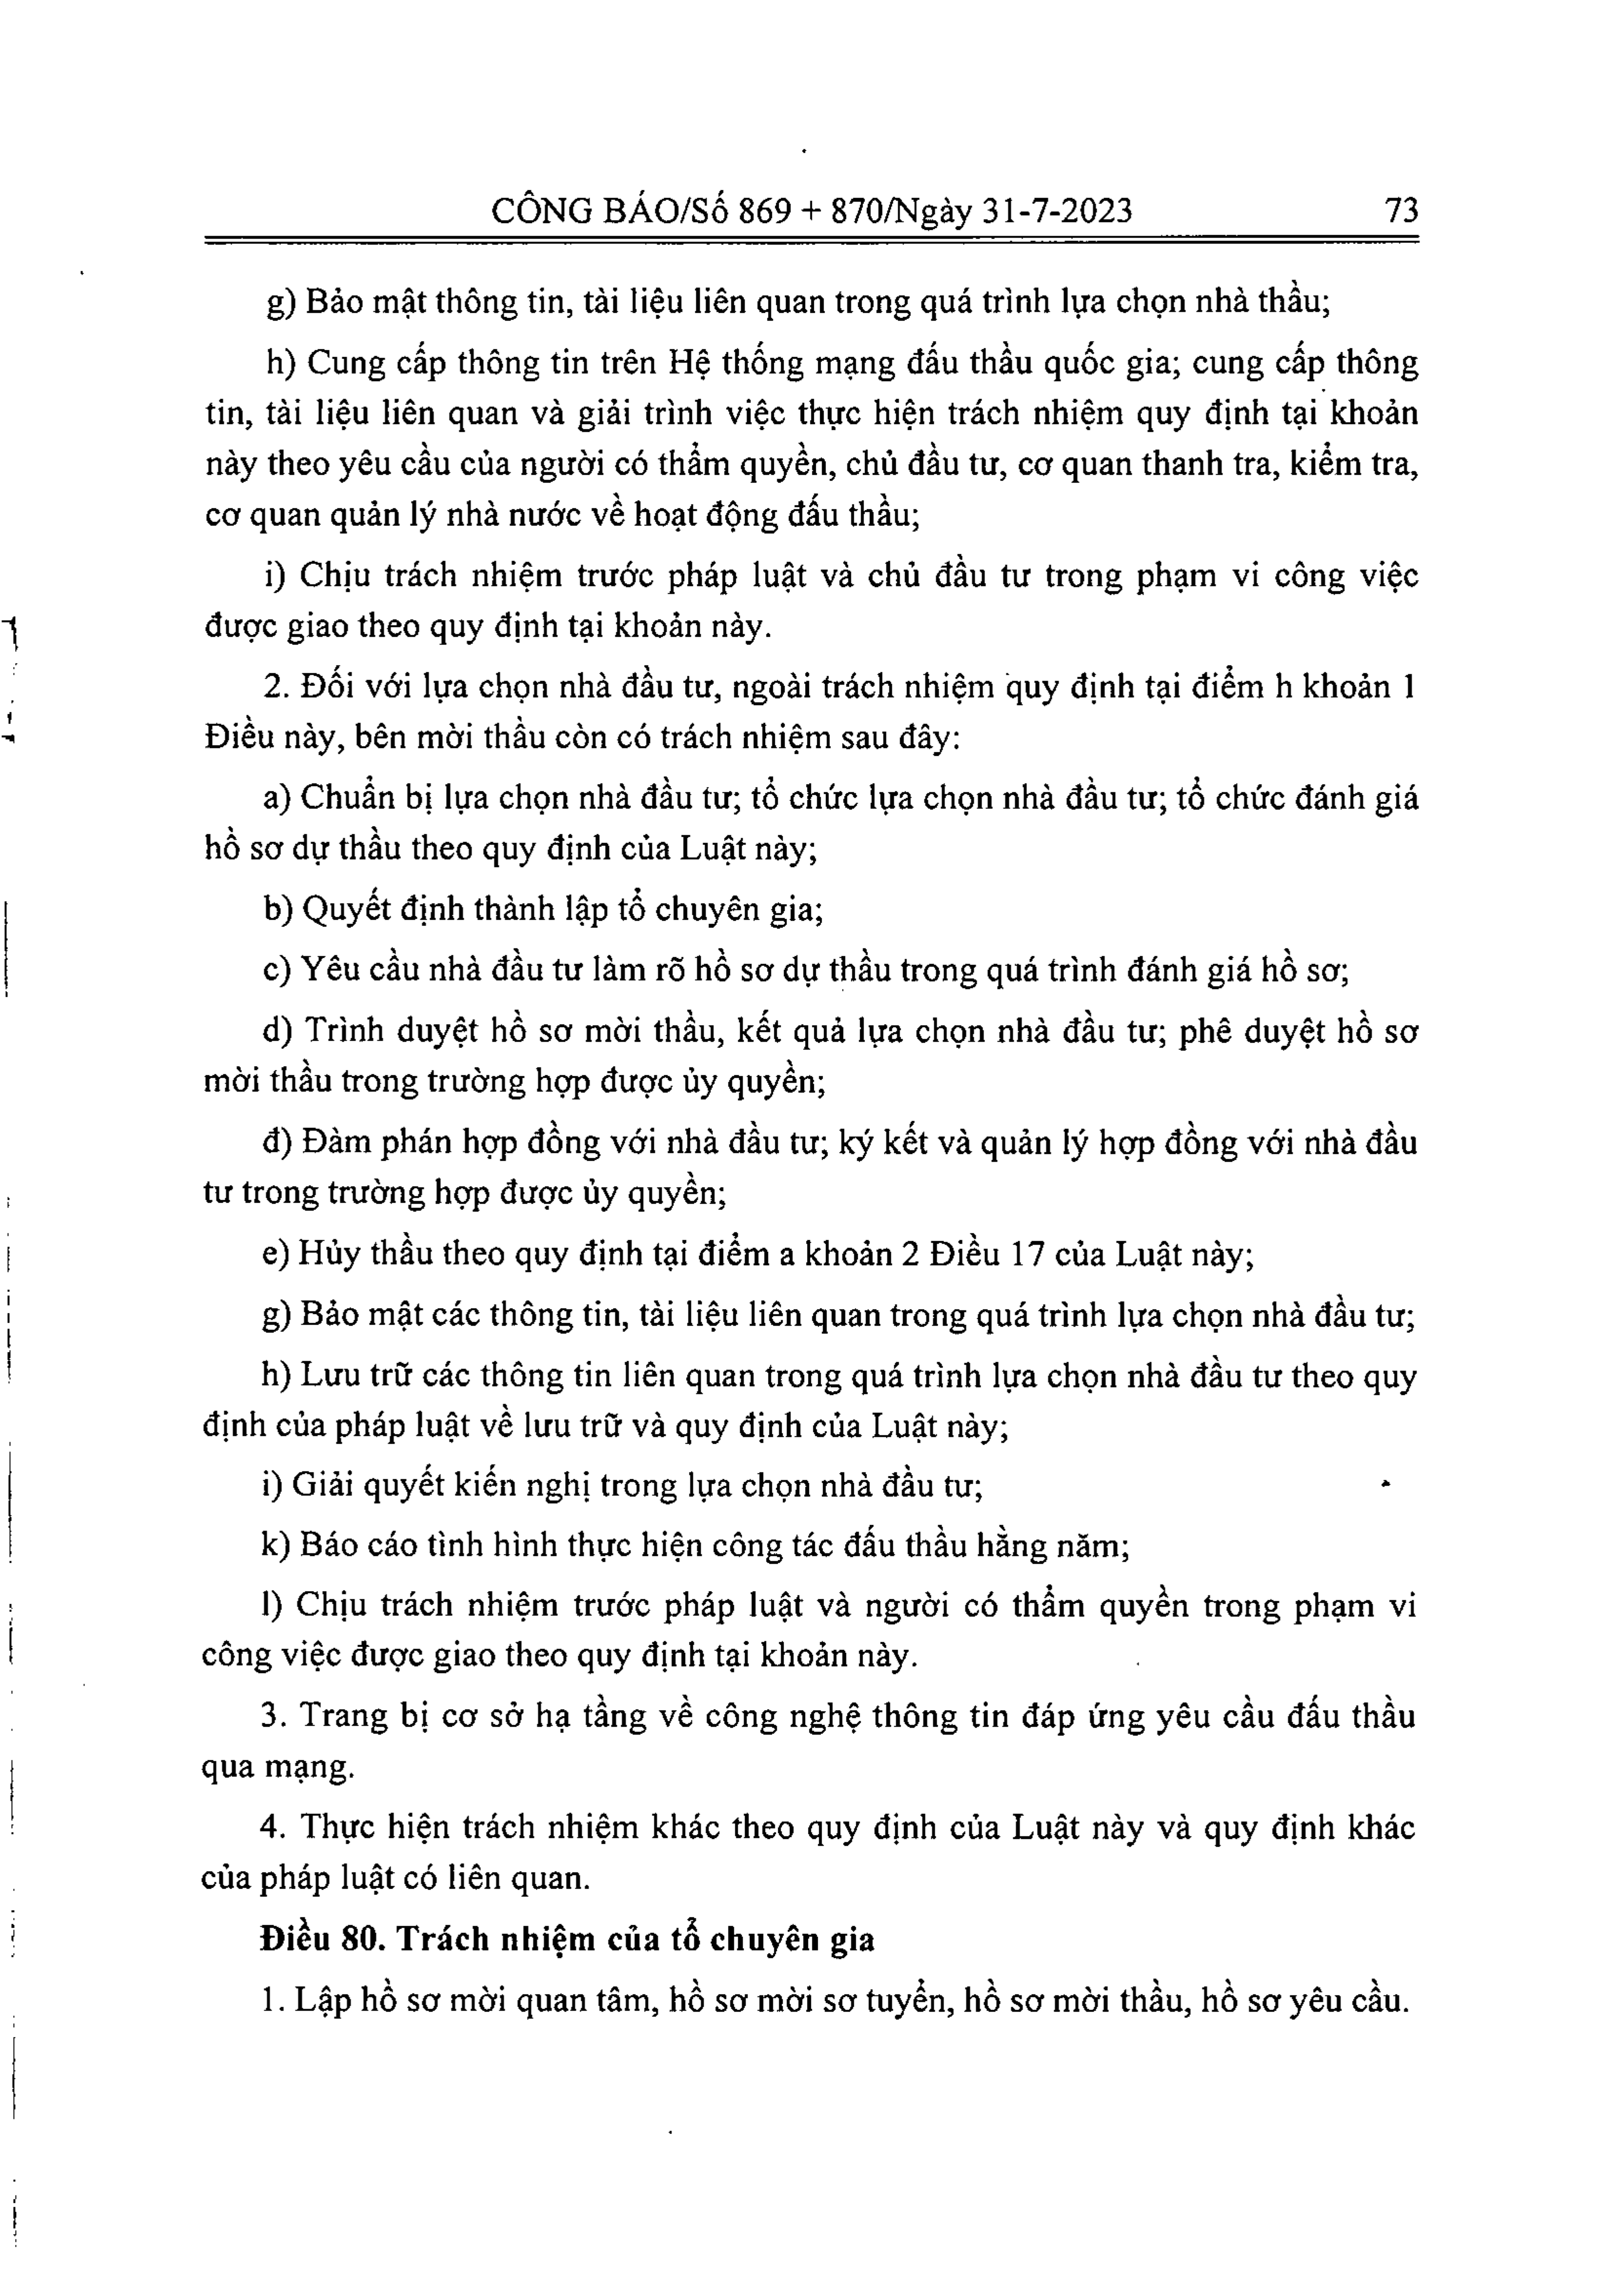 CÔNG BÁO/Số 869 + 870/Ngày 31-7-2023 73
g) Bảo mật thông tin, tài liệu liên quan trong quá trình lựa chọn nhà thầu;
h) Cung cấp thông tin trên Hệ thống mạng đấu thầu quốc gia; cung cấp thông
tin, tài liệu liên quan và giải trình việc thực hiện trách nhiệm quy định tại khoản
này theo yêu cầu của người có thẩm quyền, chủ đầu tư, cơ quan thanh tra, kiểm tra,
cơ quan quản lý nhà nước về hoạt động đấu thầu;
i) Chịu trách nhiệm trước pháp luật và chủ đầu tư trong phạm vi công việc
được giao theo quy định tại khoản này.
2. Đối với lựa chọn nhà đầu tư, ngoài trách nhiệm quy định tại điểm h khoản 1
Điều này, bên mời thầu còn có trách nhiệm sau đây:
a) Chuẩn bị lựa chọn nhà đầu tư; tổ chức lựa chọn nhà đầu tư; tổ chức đánh giá
hồ sơ dự thầu theo quy định của Luật này;
b) Quyết định thành lập tổ chuyên gia;
c) Yêu cầu nhà đầu tư làm rõ hồ sơ dự thầu trong quá trình đánh giá hồ sơ;
d) Trình duyệt hồ sơ mời thầu, kết quả lựa chọn nhà đầu tư; phê duyệt hồ sơ
mời thầu trong trường hợp được ủy quyền;
đ) Đàm phán hợp đồng với nhà đầu tư; ký kết và quản lý hợp đồng với nhà đầu
tư trong trường hợp được ủy quyền;
e) Hủy thầu theo quy định tại điểm a khoản 2 Điều 17 của Luật này;
g) Bảo mật các thông tin, tài liệu liên quan trong quá trình lựa chọn nhà đầu tư;
h) Lưu trữ các thông tin liên quan trong quá trình lựa chọn nhà đầu tư theo quy
định của pháp luật về lưu trữ và quy định của Luật này;
i) Giải quyết kiến nghị trong lựa chọn nhà đầu tư;
k) Báo cáo tình hình thực hiện công tác đấu thầu hằng năm;
l) Chịu trách nhiệm trước pháp luật và người có thẩm quyền trong phạm vi
công việc được giao theo quy định tại khoản này.
3. Trang bị cơ sở hạ tầng về công nghệ thông tin đáp ứng yêu cầu đấu thầu
qua mạng.
4. Thực hiện trách nhiệm khác theo quy định của Luật này và quy định khác
của pháp luật có liên quan.
Điều 80. Trách nhiệm của tổ chuyên gia
1. Lập hồ sơ mời quan tâm, hồ sơ mời sơ tuyển, hồ sơ mời thầu, hồ sơ yêu cầu.